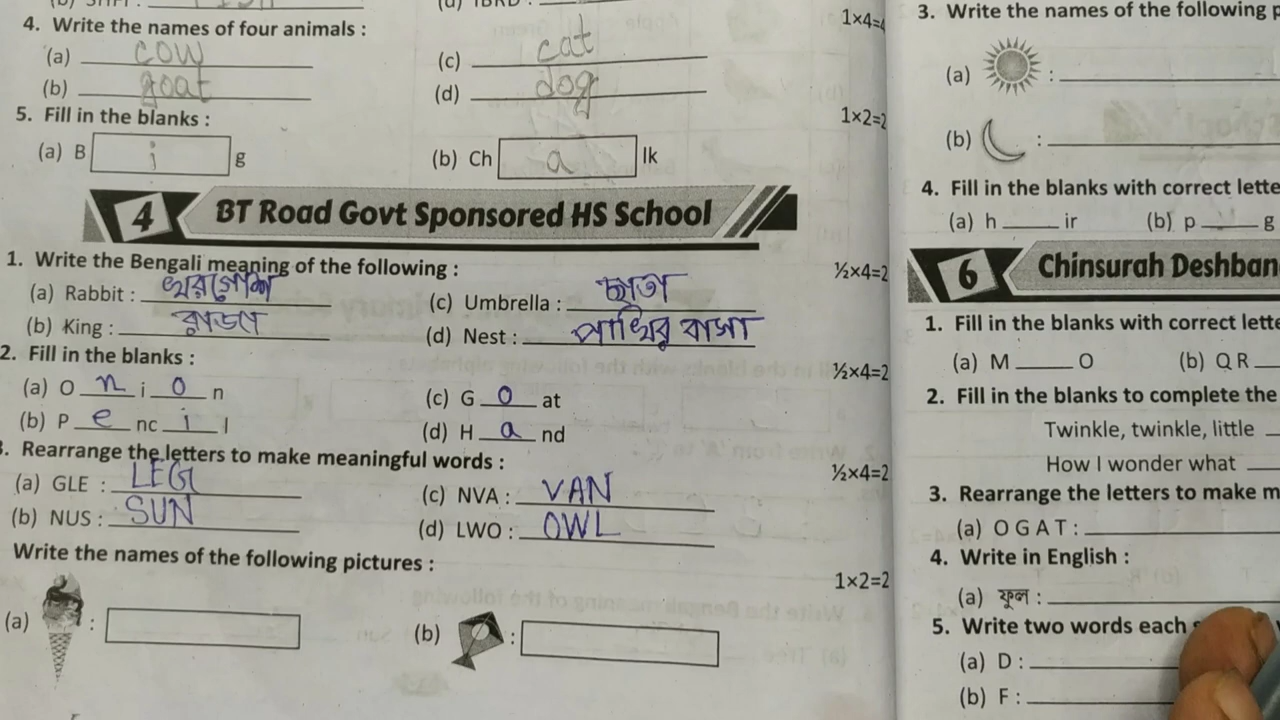 4. Write the names of four animals : 1×4=4
(a) cow (c) cat
(b) goat (d) dog
5. Fill in the blanks : 1×2=2
(a) B i g (b) Ch a lk
4 BT Road Govt Sponsored HS School
1. Write the Bengali meaning of the following : ½×4=2
(a) Rabbit : খরগোশ (c) Umbrella : ছাতা
(b) King : রাজা (d) Nest : পাখির বাসা
2. Fill in the blanks : ½×4=2
(a) O n i o n (c) G o at
(b) P e nc i l (d) H a nd
3. Rearrange the letters to make meaningful words : ½×4=2
(a) GLE : LEG (c) NVA : VAN
(b) NUS : SUN (d) LWO : OWL
Write the names of the following pictures : 1×2=2
(a) : (b) :
3. Write the names of the following
(a) :
(b) :
4. Fill in the blanks with correct lette
(a) h ____ ir (b) p ____ g
6 Chinsurah Deshban
1. Fill in the blanks with correct lette
(a) M ____ O (b) Q R ____
2. Fill in the blanks to complete the
Twinkle, twinkle, little
How I wonder what
3. Rearrange the letters to make m
(a) O G A T :
4. Write in English :
(a) ফুল :
5. Write two words each
(a) D :
(b) F :